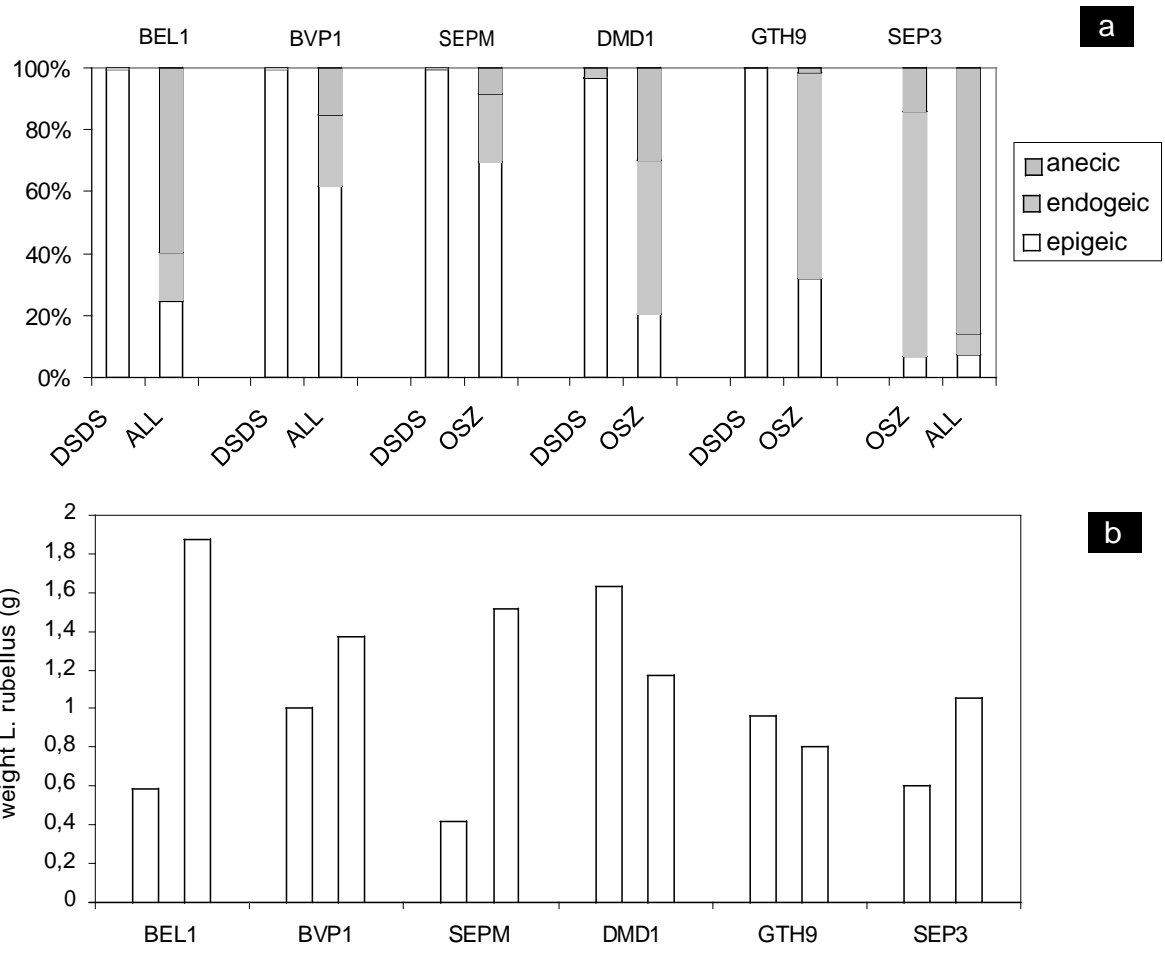 BEL1 BVP1 SEPM DMD1 GTH9 SEP3
a
100%
80%
60%
40%
20%
0%
anecic
endogeic
epigeic
DSDS ALL DSDS ALL DSDS OSZ DSDS OSZ DSDS OSZ OSZ ALL
b
weight L. rubellus (g)
2
1,8
1,6
1,4
1,2
1
0,8
0,6
0,4
0,2
0
BEL1 BVP1 SEPM DMD1 GTH9 SEP3